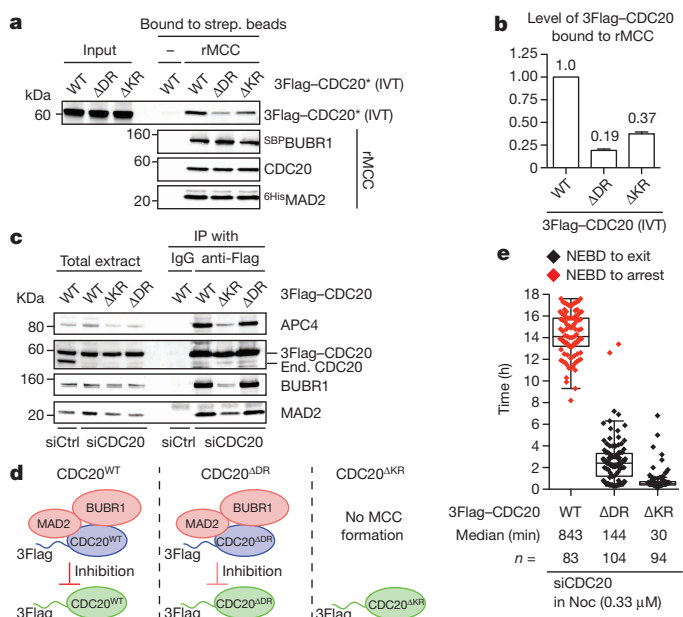 a
Bound to strep. beads
Input – rMCC
WT ΔDR ΔKR WT WT ΔDR ΔKR 3Flag–CDC20* (IVT)
kDa
60 3Flag–CDC20* (IVT)
160 SBPBUBR1
60 CDC20
20 6HisMAD2
rMCC
b
Level of 3Flag–CDC20
bound to rMCC
1.00
0.75
0.50
0.25
0
1.0
0.19
0.37
WT ΔDR ΔKR
3Flag–CDC20 (IVT)
c
IP with
Total extract IgG anti-Flag
KDa WT WT ΔKR ΔDR WT WT ΔKR ΔDR 3Flag–CDC20
80 APC4
60 3Flag–CDC20
End. CDC20
160 BUBR1
20 MAD2
siCtrl siCDC20 siCtrl siCDC20
d
CDC20WT CDC20ΔDR CDC20ΔKR
BUBR1 BUBR1
MAD2 MAD2
No MCC
formation
CDC20WT CDC20ΔDR
3Flag 3Flag
Inhibition Inhibition
CDC20WT CDC20ΔDR CDC20ΔKR
3Flag 3Flag 3Flag
e
NEBD to exit
NEBD to arrest
Time (h)
18
16
14
12
10
8
6
4
2
0
3Flag–CDC20 WT ΔDR ΔKR
Median (min) 843 144 30
n = 83 104 94
siCDC20
in Noc (0.33 μM)